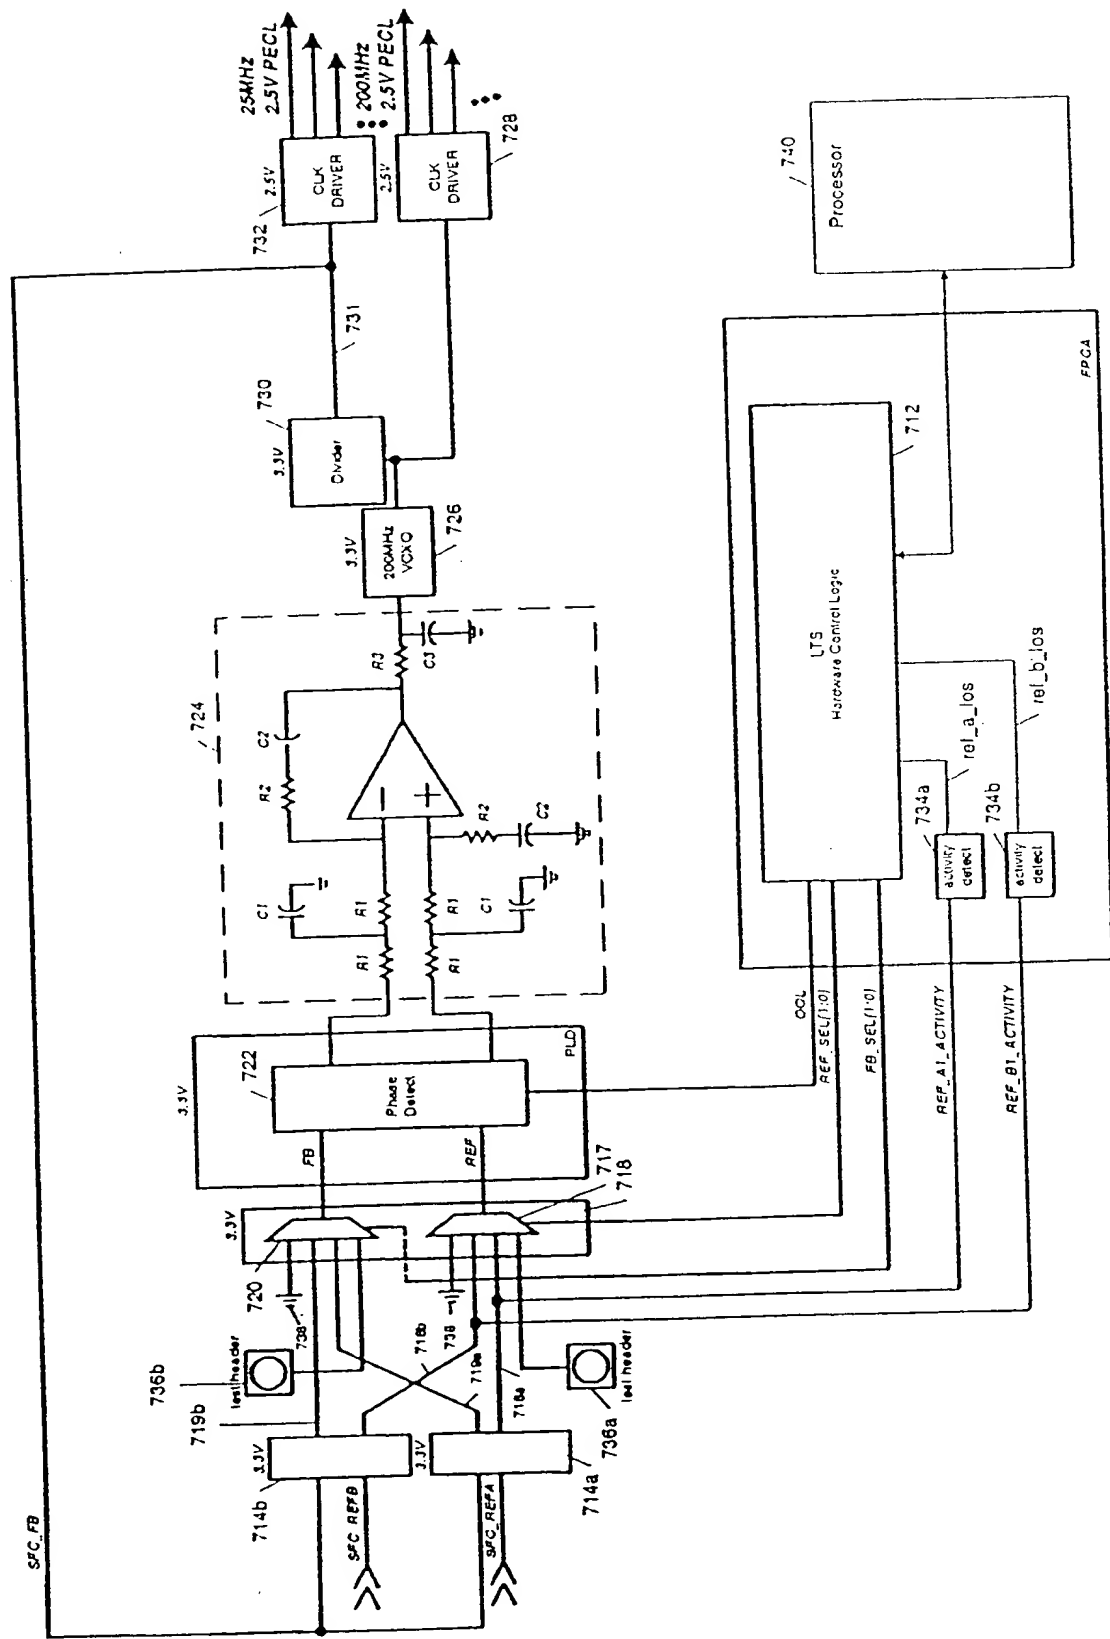 SFC_FB
25MHz
2.5V PECL
200MHz
2.5V PECL
732
2.5V
CLK
DRIVER
2.5V
CLK
DRIVER
728
731
730
3.3V
Divider
3.3V
200MHz
VCXO
726
724
R2
C2
R3
C3
C1
R1
R1
R1
R1
C1
R2
C2
722
3.3V
Phase
Detect
PLD
FB
REF
3.3V
717
718
720
738
738
736b
test header
719b
718b
719a
718a
736a
test header
3.3V
3.3V
714b
714a
SFC_REFB
SFC_REFA
740
Processor
FPGA
712
LTS
Hardware Control Logic
ref_a_los
ref_b_los
734a
734b
activity
detect
activity
detect
OOL
REF_SEL[1:0]
FB_SEL[1:0]
REF_A1_ACTIVITY
REF_B1_ACTIVITY